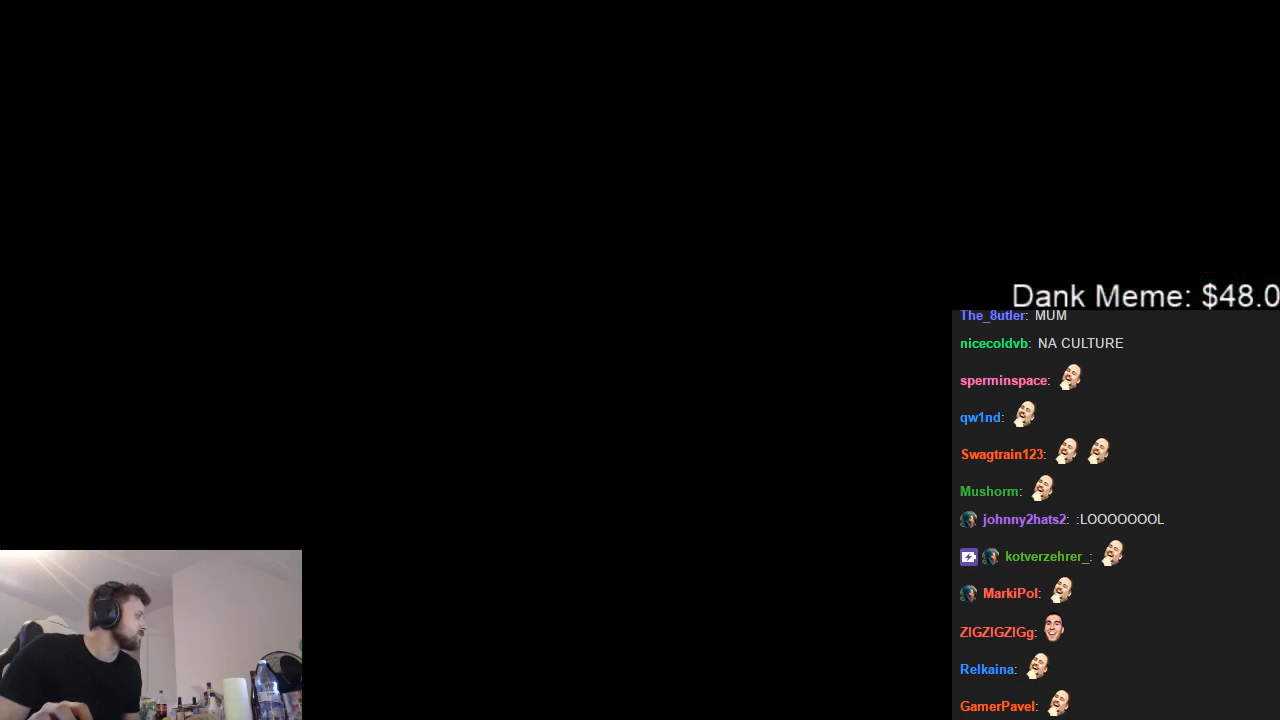 Dank Meme: $48.0
The_8utler: MUM
nicecoldvb: NA CULTURE
sperminspace:
qw1nd:
Swagtrain123:
Mushorm:
johnny2hats2: :LOOOOOOOL
kotverzehrer_:
MarkiPol:
ZIGZIGZIGg:
Relkaina:
GamerPavel: